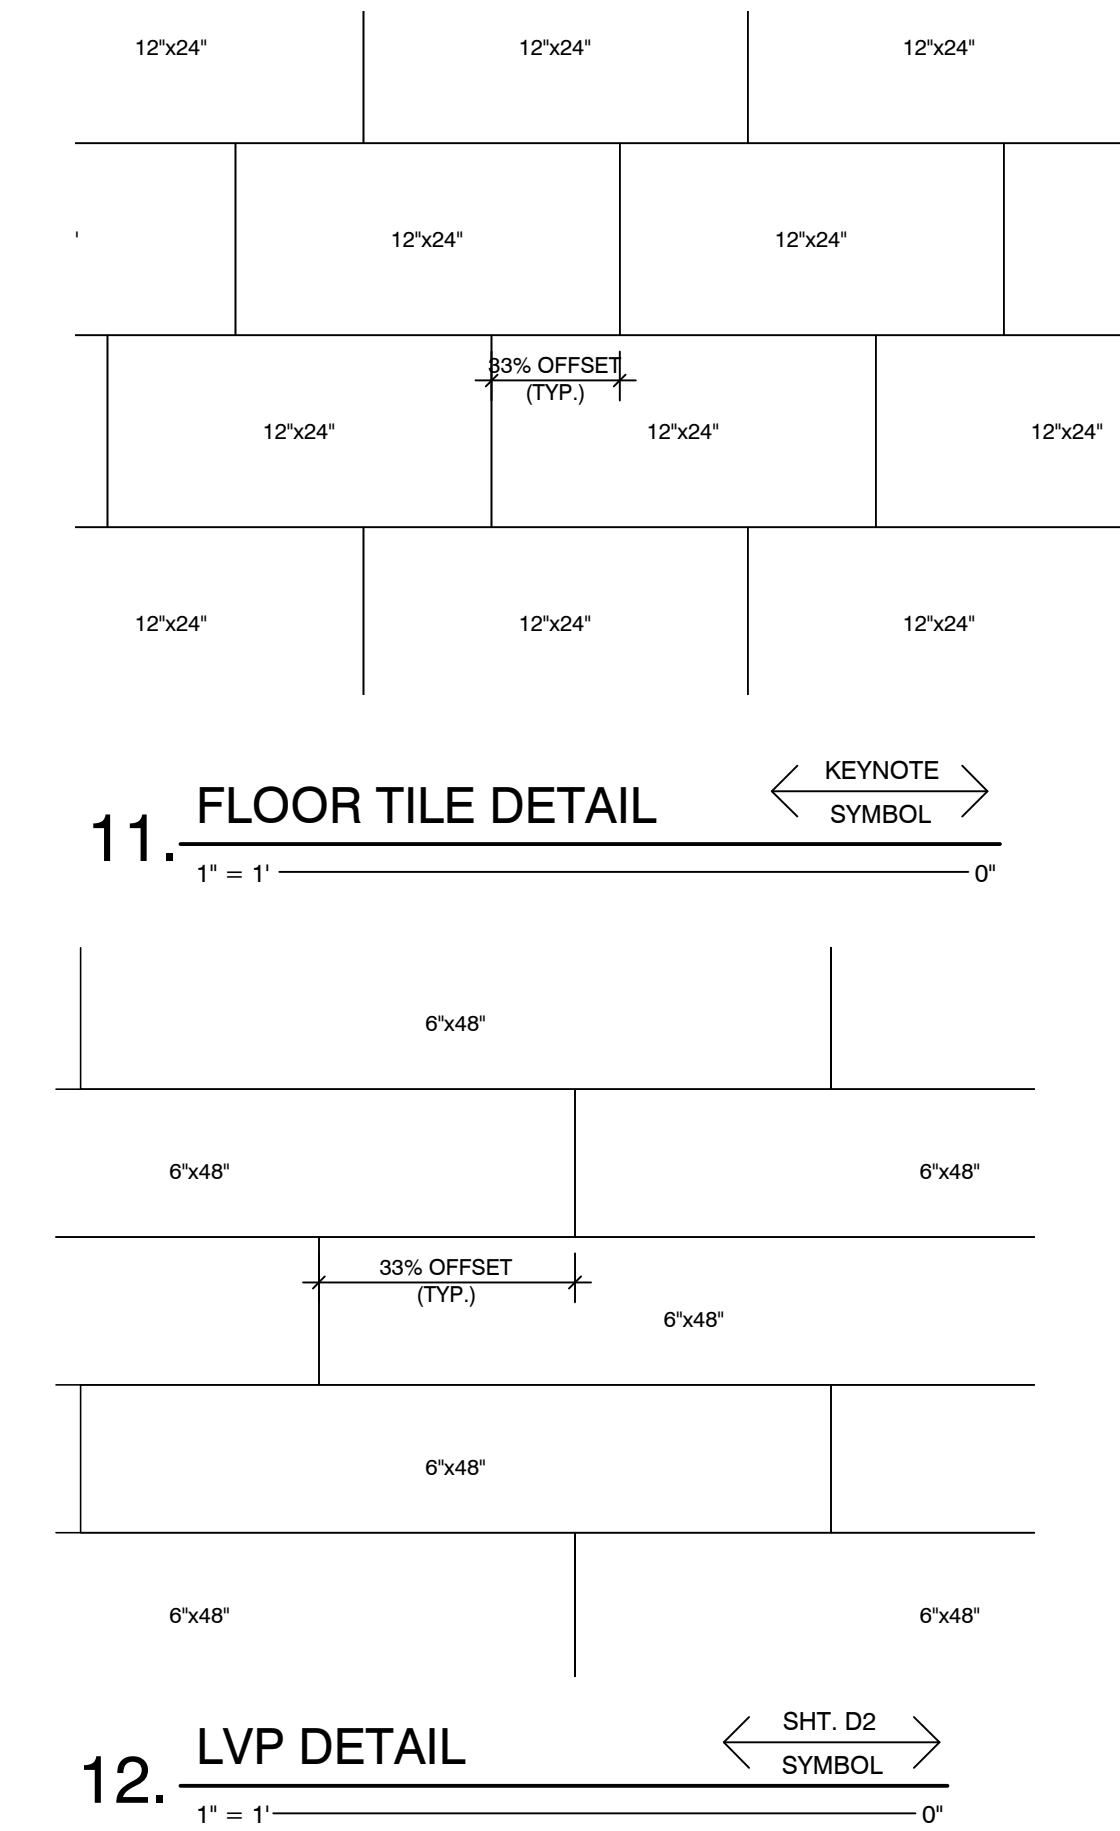 12"x24" 12"x24" 12"x24"
' 12"x24" 12"x24"
33% OFFSET
(TYP.)
12"x24" 12"x24" 12"x24"
12"x24" 12"x24" 12"x24"
KEYNOTE
SYMBOL
11. FLOOR TILE DETAIL
1" = 1' 0"
6"x48"
6"x48" 6"x48"
33% OFFSET
(TYP.)
6"x48"
6"x48"
6"x48" 6"x48"
SHT. D2
SYMBOL
12. LVP DETAIL
1" = 1' 0"